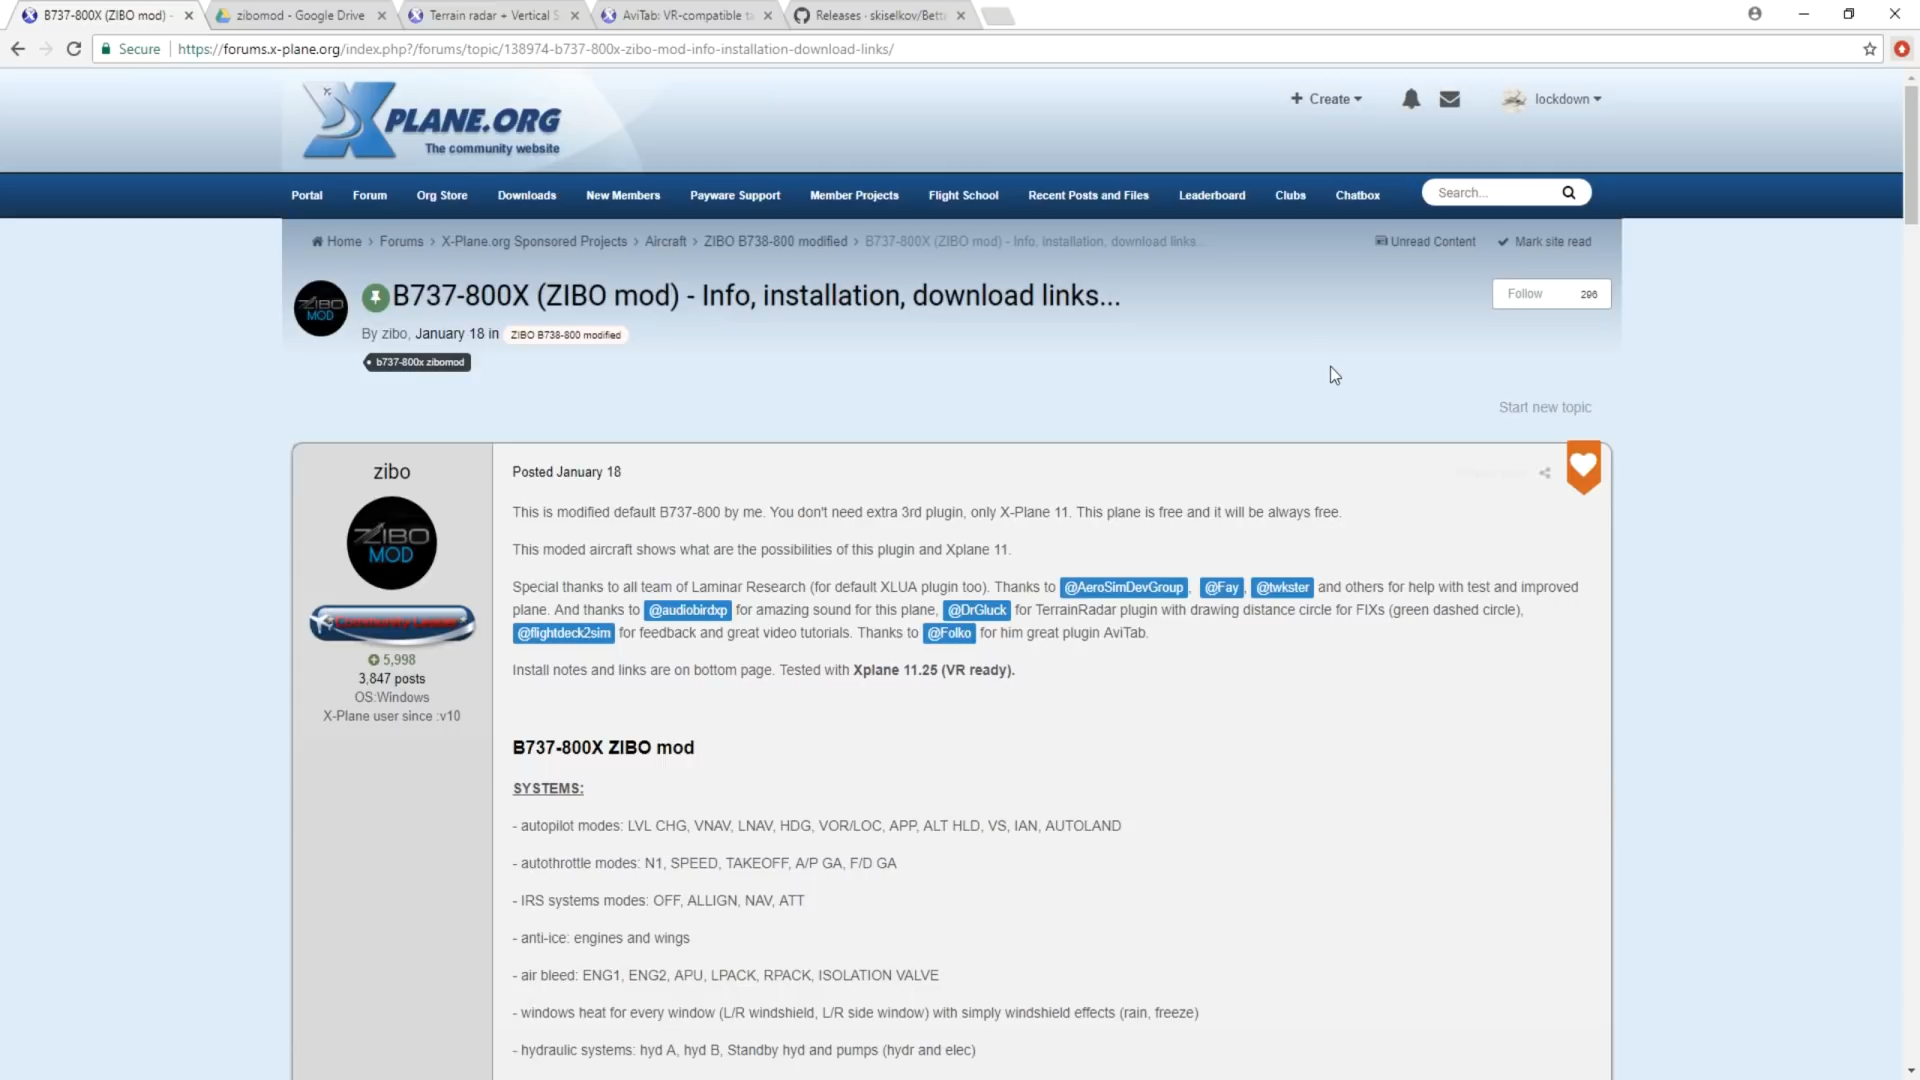 B737-800X (ZIBO mod) -
zibomod - Google Drive
Terrain radar + Vertical S
AviTab: VR-compatible ta
Releases · skiselkov/Bett
Secure
https://forums.x-plane.org/index.php?/forums/topic/138974-b737-800x-zibo-mod-info-installation-download-links/
X PLANE.ORG
The community website
+ Create
lockdown
Portal Forum Org Store Downloads New Members Payware Support Member Projects Flight School Recent Posts and Files Leaderboard Clubs Chatbox
Search...
Home > Forums > X-Plane.org Sponsored Projects > Aircraft > ZIBO B738-800 modified > B737-800X (ZIBO mod) - Info, installation, download links...
Unread Content
Mark site read
ZIBO
MOD
B737-800X (ZIBO mod) - Info, installation, download links...
Follow 296
By zibo, January 18 in ZIBO B738-800 modified
b737-800x zibomod
Start new topic
zibo
ZIBO
MOD
Community Leader
5,998
3,847 posts
OS:Windows
X-Plane user since :v10
Posted January 18
This is modified default B737-800 by me. You don't need extra 3rd plugin, only X-Plane 11. This plane is free and it will be always free.
This moded aircraft shows what are the possibilities of this plugin and Xplane 11.
Special thanks to all team of Laminar Research (for default XLUA plugin too). Thanks to @AeroSimDevGroup, @Fay, @twkster and others for help with test and improved
plane. And thanks to @audiobirdxp for amazing sound for this plane, @DrGluck for TerrainRadar plugin with drawing distance circle for FIXs (green dashed circle),
@flightdeck2sim for feedback and great video tutorials. Thanks to @Folko for him great plugin AviTab.
Install notes and links are on bottom page. Tested with Xplane 11.25 (VR ready).
B737-800X ZIBO mod
SYSTEMS:
- autopilot modes: LVL CHG, VNAV, LNAV, HDG, VOR/LOC, APP, ALT HLD, VS, IAN, AUTOLAND
- autothrottle modes: N1, SPEED, TAKEOFF, A/P GA, F/D GA
- IRS systems modes: OFF, ALLIGN, NAV, ATT
- anti-ice: engines and wings
- air bleed: ENG1, ENG2, APU, LPACK, RPACK, ISOLATION VALVE
- windows heat for every window (L/R windshield, L/R side window) with simply windshield effects (rain, freeze)
- hydraulic systems: hyd A, hyd B, Standby hyd and pumps (hydr and elec)